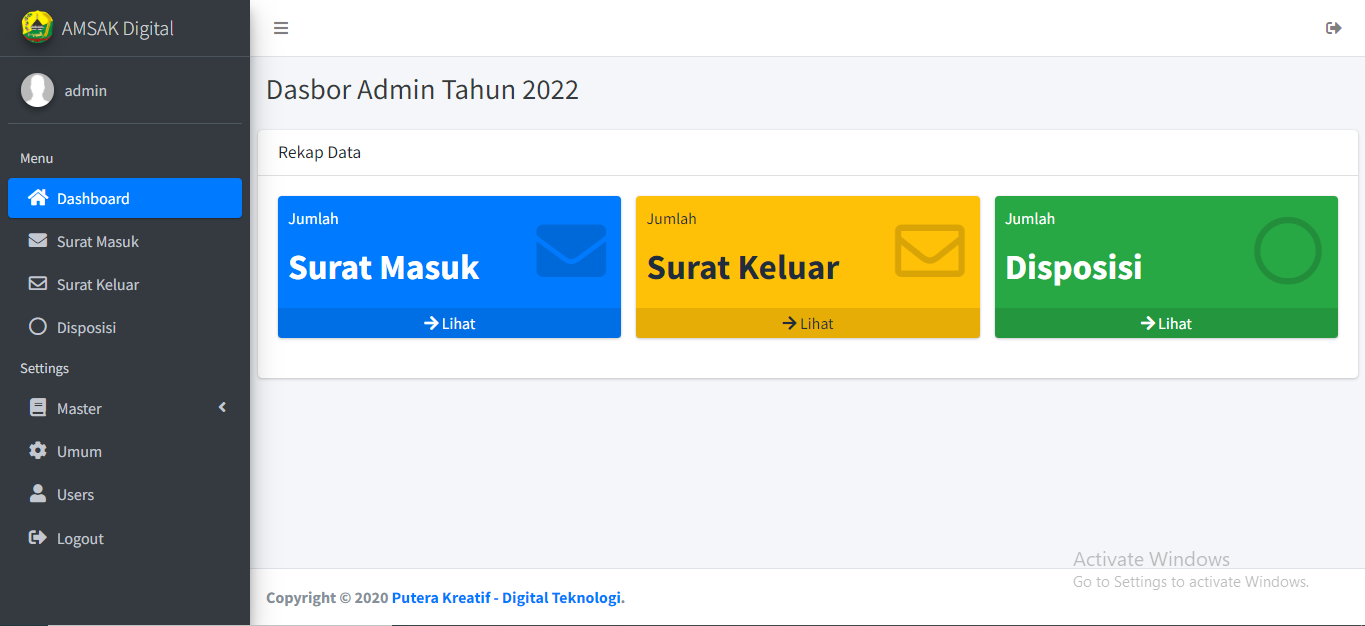 AMSAK Digital
admin
Menu
Dashboard
Surat Masuk
Surat Keluar
Disposisi
Settings
Master
Umum
Users
Logout
Dasbor Admin Tahun 2022
Rekap Data
Jumlah
Surat Masuk
Lihat
Jumlah
Surat Keluar
Lihat
Jumlah
Disposisi
Lihat
Activate Windows
Go to Settings to activate Windows.
Copyright © 2020 Putera Kreatif - Digital Teknologi.